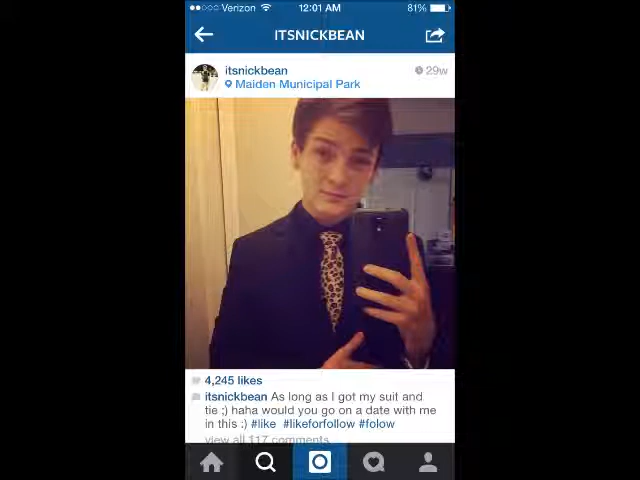 Verizon 12:01 AM 81%
ITSNICKBEAN
itsnickbean 29w
Maiden Municipal Park
4,245 likes
itsnickbean As long as I got my suit and
tie ;) haha would you go on a date with me
in this :) #like #likeforfollow #folow
view all 117 comments